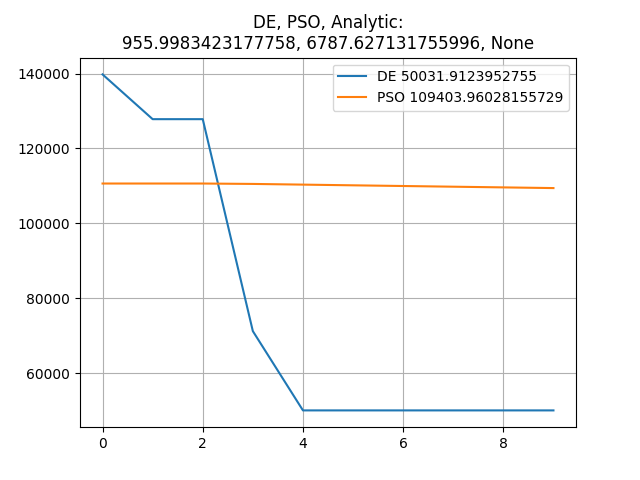 DE, PSO, Analytic:
955.9983423177758, 6787.627131755996, None
DE 50031.9123952755
PSO 109403.96028155729
140000
120000
100000
80000
60000
0 2 4 6 8